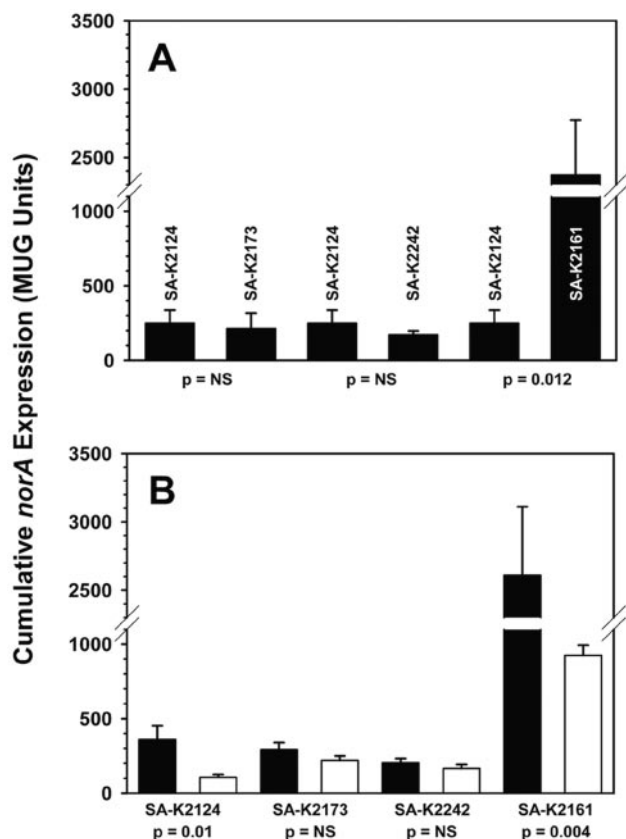 Cumulative norA Expression (MUG Units)
A
3500
3000
2500
1000
500
0
SA-K2124
SA-K2173
SA-K2124
SA-K2242
SA-K2124
SA-K2161
p = NS
p = NS
p = 0.012
B
3500
3000
2500
1000
500
0
SA-K2124
SA-K2173
SA-K2242
SA-K2161
p = 0.01
p = NS
p = NS
p = 0.004